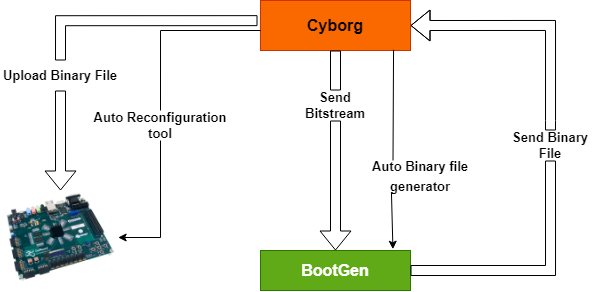 Cyborg
Upload Binary File
Send
Bitstream
Auto Reconfiguration
tool
Send Binary
File
Auto Binary file
generator
BootGen